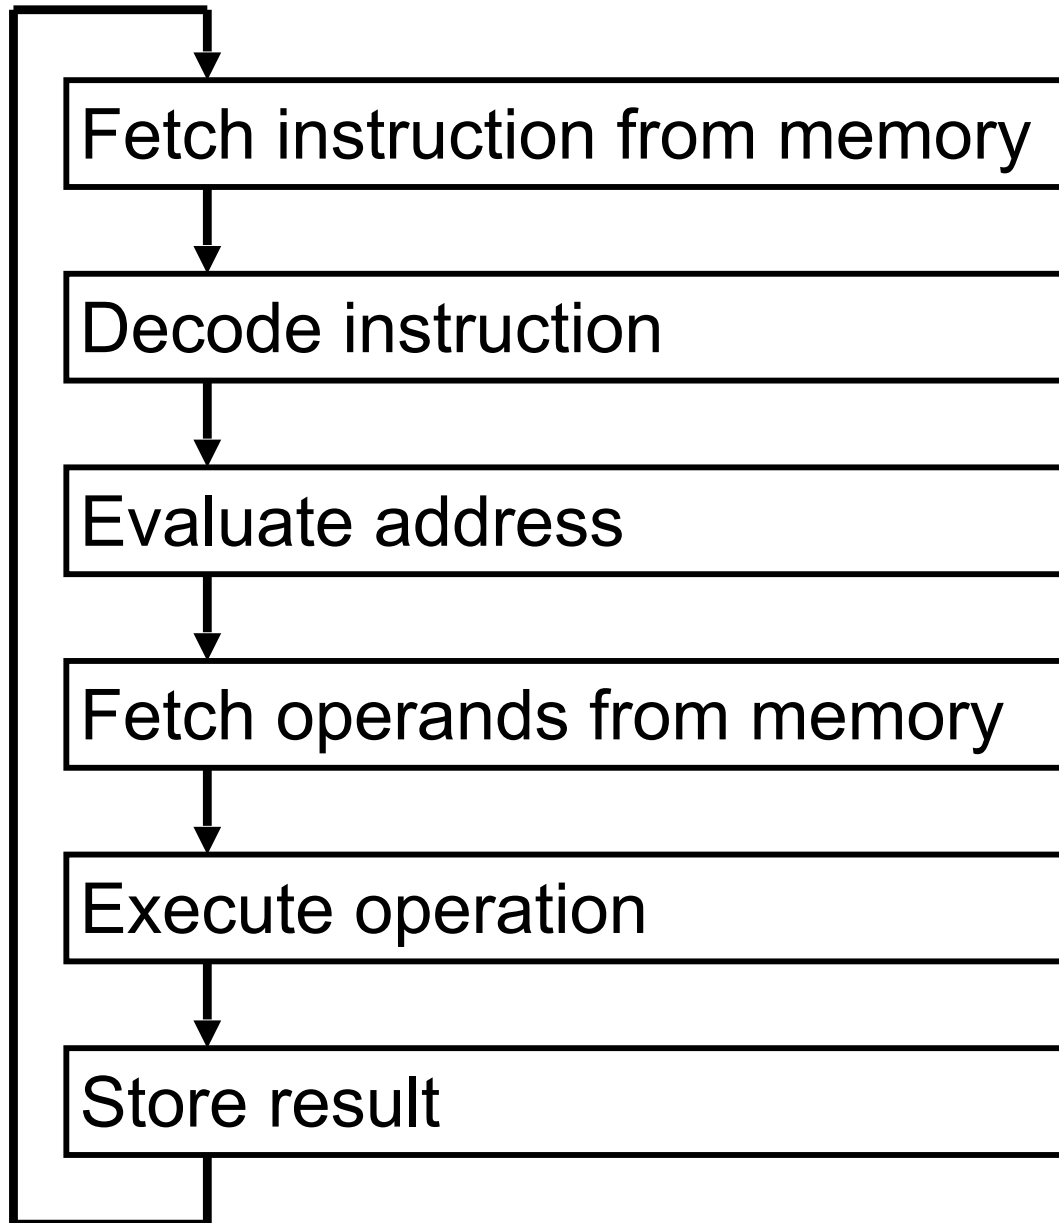 Fetch instruction from memory
Decode instruction
Evaluate address
Fetch operands from memory
Execute operation
Store result